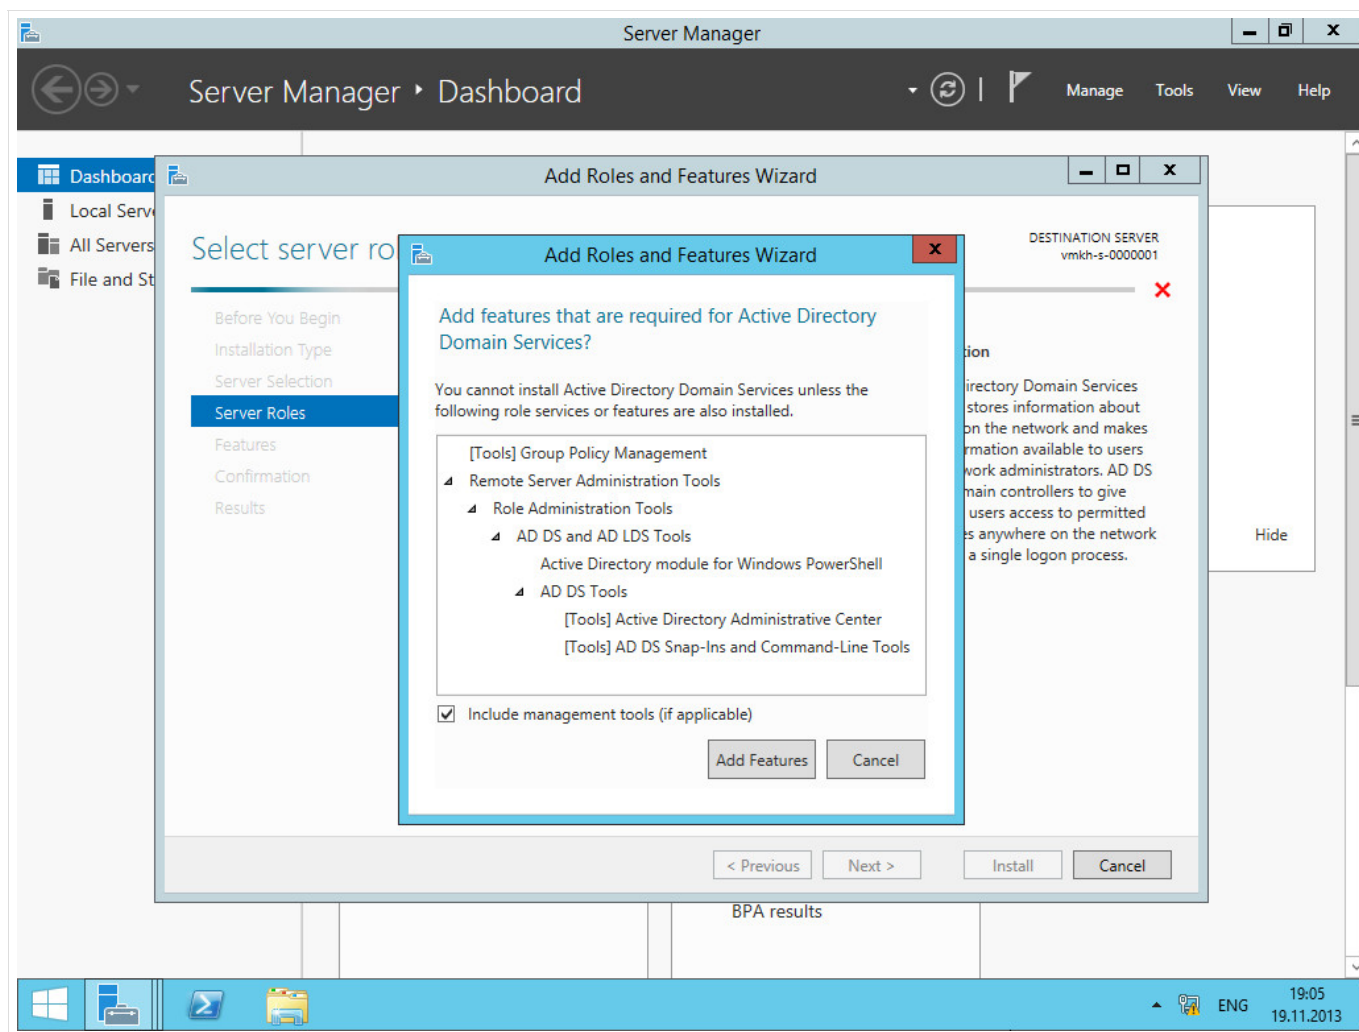 Server Manager
Server Manager • Dashboard
Manage Tools View Help
Dashboard
Local Serv
All Servers
File and St
Add Roles and Features Wizard
Select server ro
DESTINATION SERVER
vmkh-s-0000001
Before You Begin
Installation Type
Server Selection
Server Roles
Features
Confirmation
Results
Add Roles and Features Wizard
Add features that are required for Active Directory
Domain Services?
You cannot install Active Directory Domain Services unless the
following role services or features are also installed.
[Tools] Group Policy Management
Remote Server Administration Tools
Role Administration Tools
AD DS and AD LDS Tools
Active Directory module for Windows PowerShell
AD DS Tools
[Tools] Active Directory Administrative Center
[Tools] AD DS Snap-Ins and Command-Line Tools
Include management tools (if applicable)
Add Features Cancel
tion
irectory Domain Services
stores information about
on the network and makes
rmation available to users
work administrators. AD DS
main controllers to give
users access to permitted
es anywhere on the network
a single logon process.
Hide
< Previous Next > Install Cancel
BPA results
ENG
19:05
19.11.2013